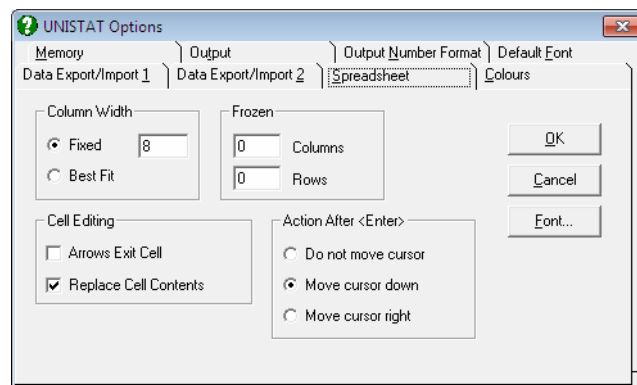 UNISTAT Options
Memory
Output
Output Number Format
Default Font
Data Export/Import 1
Data Export/Import 2
Spreadsheet
Colours
Column Width
Fixed 8
Best Fit
Frozen
0 Columns
0 Rows
OK
Cancel
Font...
Cell Editing
Arrows Exit Cell
Replace Cell Contents
Action After <Enter>
Do not move cursor
Move cursor down
Move cursor right